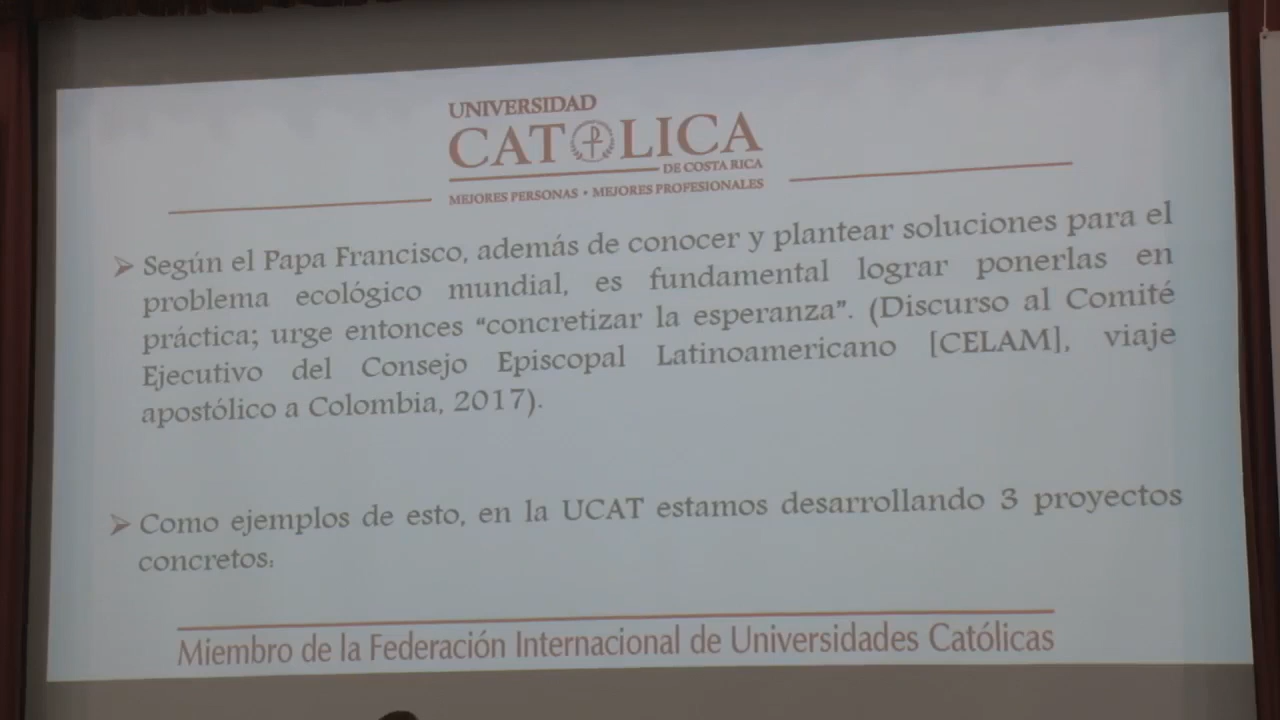 UNIVERSIDAD
CATOLICA
DE COSTA RICA
MEJORES PERSONAS • MEJORES PROFESIONALES
➢ Según el Papa Francisco, además de conocer y plantear soluciones para el
problema ecológico mundial, es fundamental lograr ponerlas en
práctica; urge entonces “concretizar la esperanza”. (Discurso al Comité
Ejecutivo del Consejo Episcopal Latinoamericano [CELAM], viaje
apostólico a Colombia, 2017).
➢ Como ejemplos de esto, en la UCAT estamos desarrollando 3 proyectos
concretos:
Miembro de la Federación Internacional de Universidades Católicas